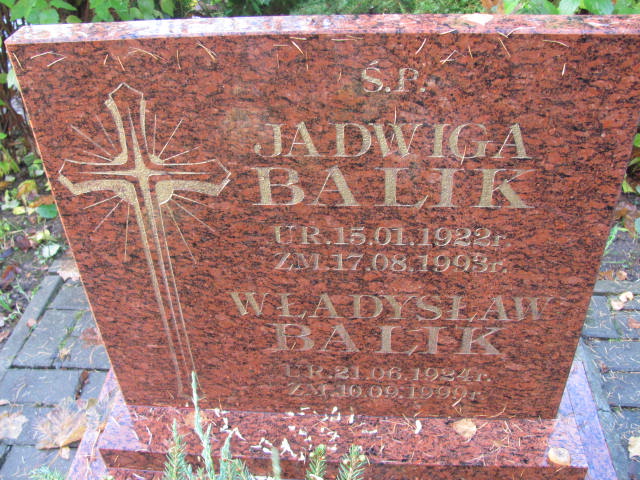 Ś.P.
JADWIGA
BALIK
UR.15.01.1922r.
ZM.17.08.1993r.
WŁADYSŁAW
BALIK
UR.21.06.1924r.
ZM.10.09.1999r